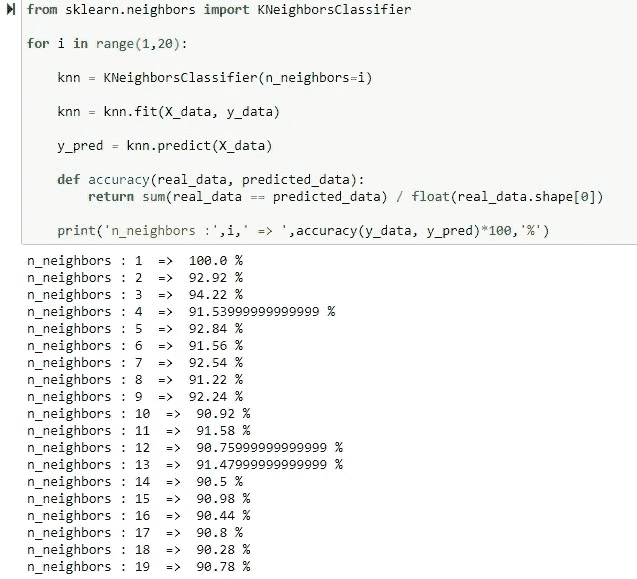 from sklearn.neighbors import KNeighborsClassifier
for i in range(1,20):
    knn = KNeighborsClassifier(n_neighbors=i)
    knn = knn.fit(X_data, y_data)
    y_pred = knn.predict(X_data)
    def accuracy(real_data, predicted_data):
        return sum(real_data == predicted_data) / float(real_data.shape[0])
    print('n_neighbors :',i,' => ',accuracy(y_data, y_pred)*100,'%')
n_neighbors : 1  =>  100.0 %
n_neighbors : 2  =>  92.92 %
n_neighbors : 3  =>  94.22 %
n_neighbors : 4  =>  91.53999999999999 %
n_neighbors : 5  =>  92.84 %
n_neighbors : 6  =>  91.56 %
n_neighbors : 7  =>  92.54 %
n_neighbors : 8  =>  91.22 %
n_neighbors : 9  =>  92.24 %
n_neighbors : 10  =>  90.92 %
n_neighbors : 11  =>  91.58 %
n_neighbors : 12  =>  90.75999999999999 %
n_neighbors : 13  =>  91.47999999999999 %
n_neighbors : 14  =>  90.5 %
n_neighbors : 15  =>  90.98 %
n_neighbors : 16  =>  90.44 %
n_neighbors : 17  =>  90.8 %
n_neighbors : 18  =>  90.28 %
n_neighbors : 19  =>  90.78 %